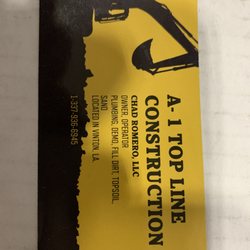 A. 1 TOP LINE
CONSTRUCTION
CHAD ROMERO, LLC
OWNER, OPERATOR
PLUMBING, DEMO, FILL DIRT, TOPSOIL,
SAND
LOCATED IN VINTON, LA.
1-337-936-6945